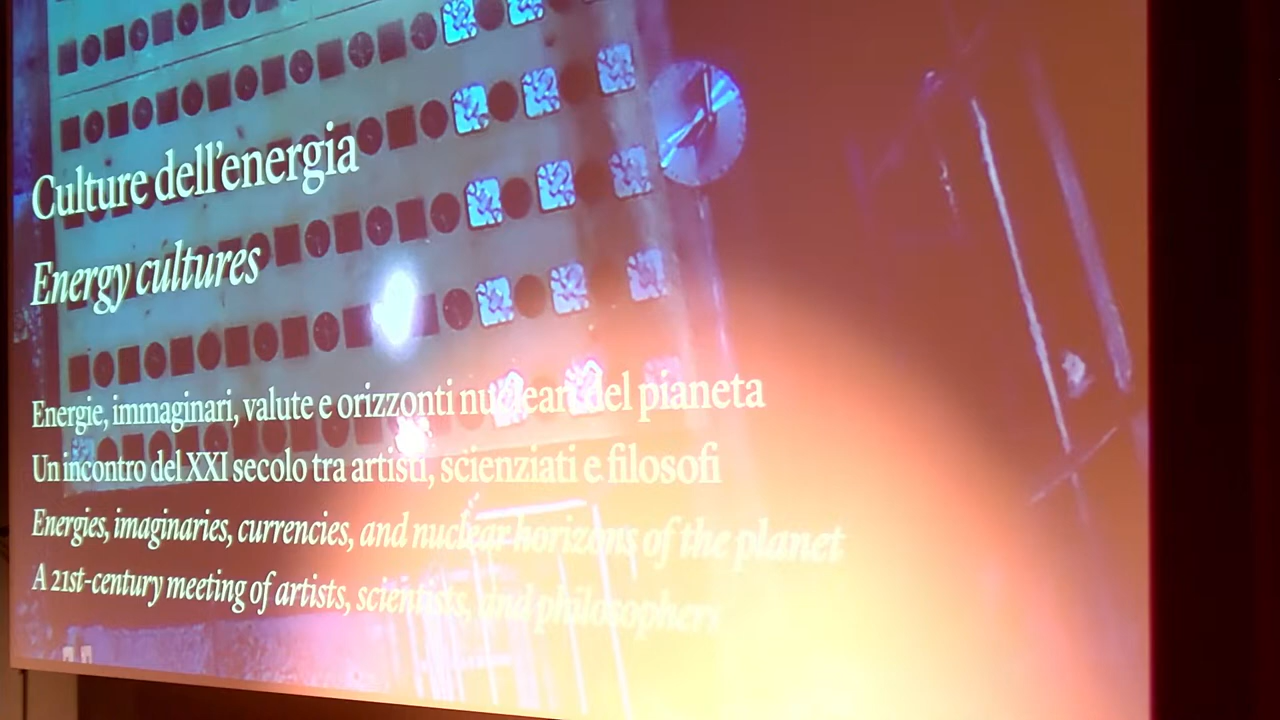 Culture dell'energia
Energy cultures
Energie, immaginari, valute e orizzonti nucleari del pianeta
Un incontro del XXI secolo tra artisti, scienziati e filosofi
Energies, imaginaries, currencies, and nuclear horizons of the planet
A 21st-century meeting of artists, scientists, and philosophers